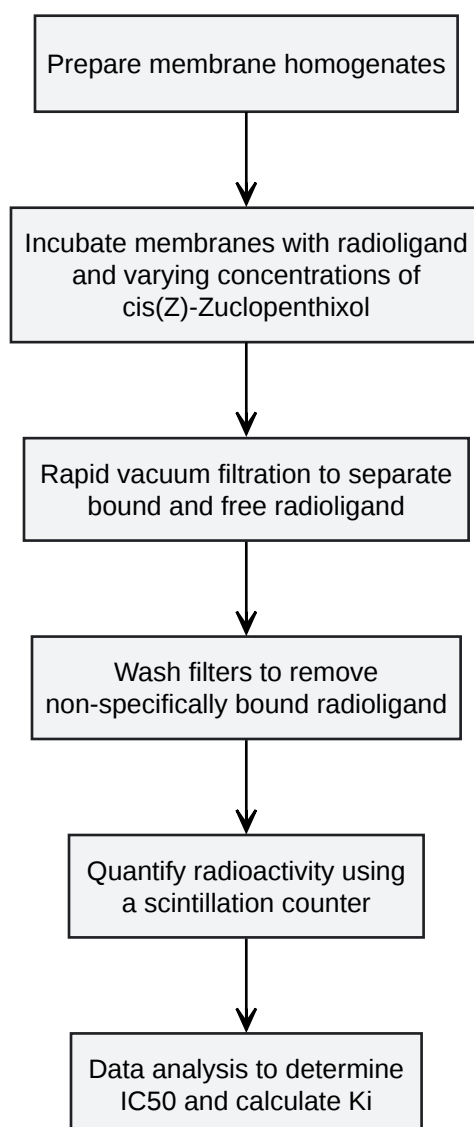 Prepare membrane homogenates
Incubate membranes with radioligand
and varying concentrations of
cis(Z)-Zuclopenthixol
Rapid vacuum filtration to separate
bound and free radioligand
Wash filters to remove
non-specifically bound radioligand
Quantify radioactivity using
a scintillation counter
Data analysis to determine
IC50 and calculate Ki